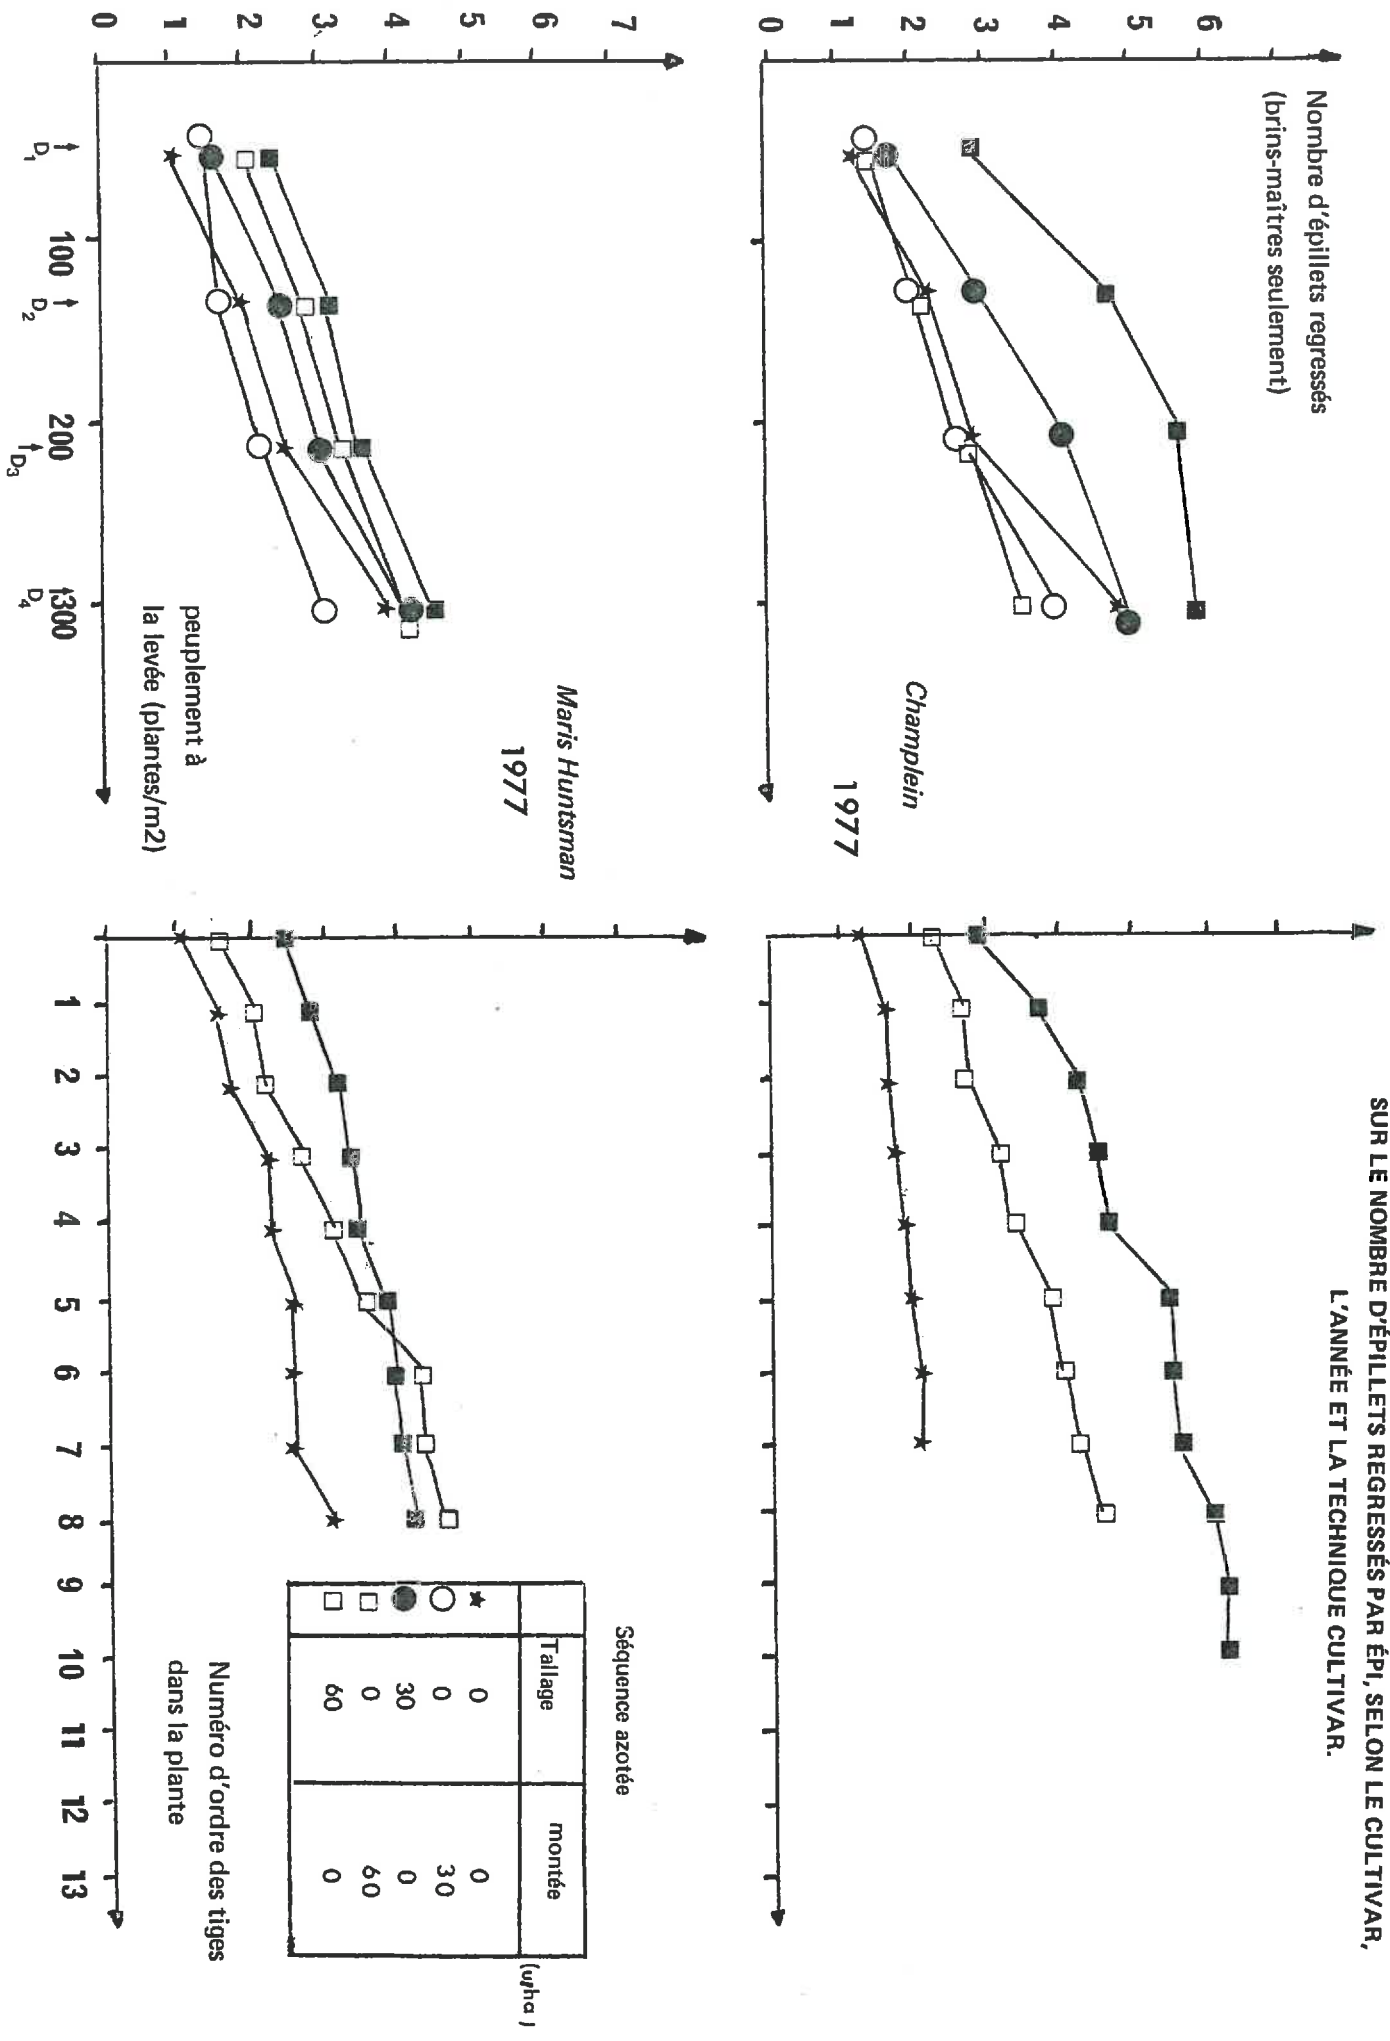 SUR LE NOMBRE D'ÉPILLETS REGRESSÉS PAR ÉPI, SELON LE CULTIVAR,
L'ANNÉE ET LA TECHNIQUE CULTIVAR.
Nombre d'épillets regressés
(brins-maîtres seulement)
6
5
4
3
2
1
0
Champlein
1977
7
6
5
4
3
2
1
0
Maris Huntsman
1977
peuplement à
la levée (plantes/m2)
100
200
300
D1
D2
D3
D4
Séquence azotée
Tallage
montée
(u/ha)
0 0
0 30
30 0
0 60
60 0
Numéro d'ordre des tiges
dans la plante
1 2 3 4 5 6 7 8 9 10 11 12 13